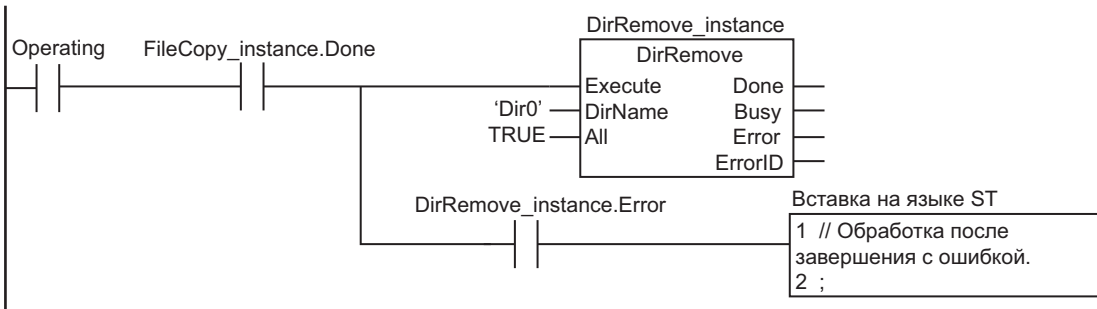 DirRemove_instance
Operating
FileCopy_instance.Done
DirRemove
Execute
Done
‘Dir0’
DirName
Busy
TRUE
All
Error
ErrorID
DirRemove_instance.Error
Вставка на языке ST
1 // Обработка после
завершения с ошибкой.
2 ;